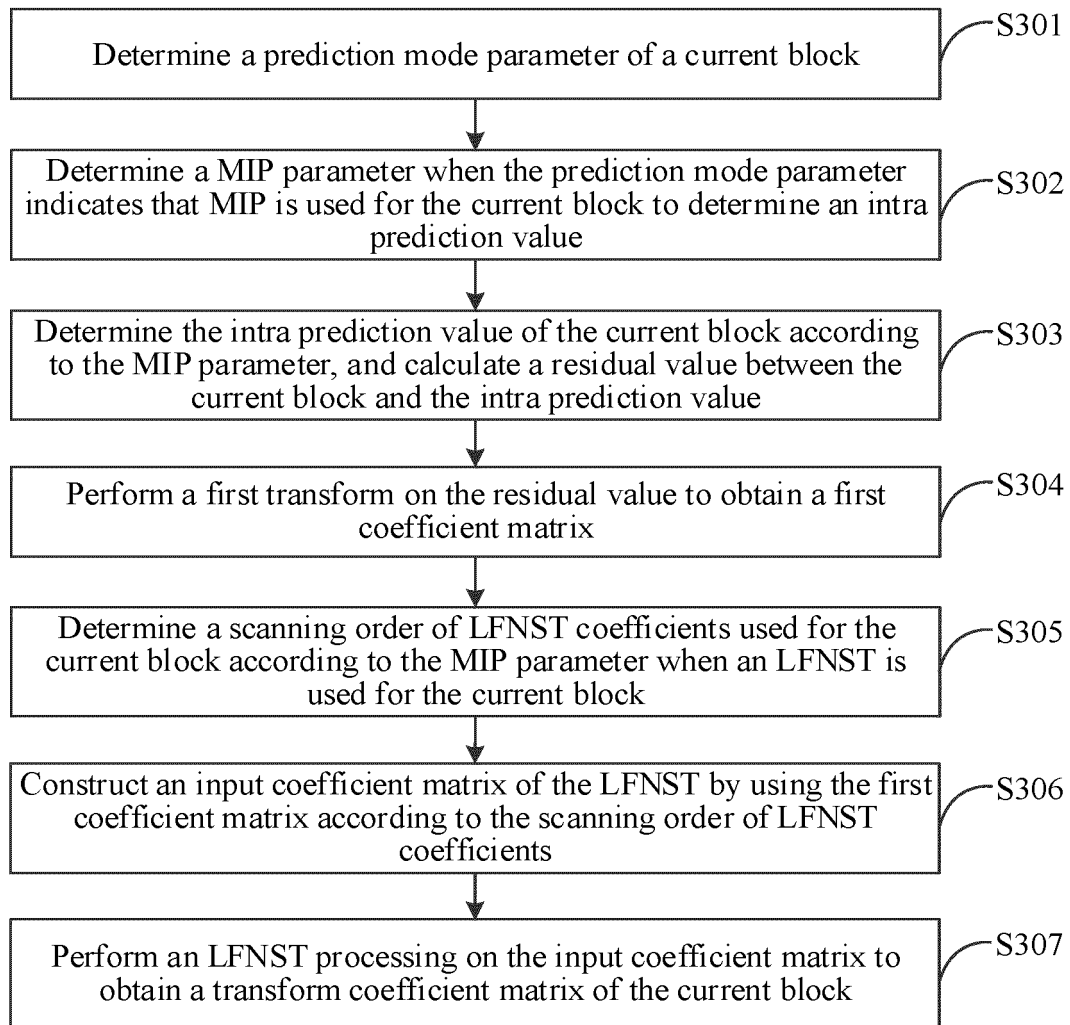 Determine a prediction mode parameter of a current block
S301
Determine a MIP parameter when the prediction mode parameter
indicates that MIP is used for the current block to determine an intra
prediction value
S302
Determine the intra prediction value of the current block according
to the MIP parameter, and calculate a residual value between the
current block and the intra prediction value
S303
Perform a first transform on the residual value to obtain a first
coefficient matrix
S304
Determine a scanning order of LFNST coefficients used for the
current block according to the MIP parameter when an LFNST is
used for the current block
S305
Construct an input coefficient matrix of the LFNST by using the first
coefficient matrix according to the scanning order of LFNST
coefficients
S306
Perform an LFNST processing on the input coefficient matrix to
obtain a transform coefficient matrix of the current block
S307